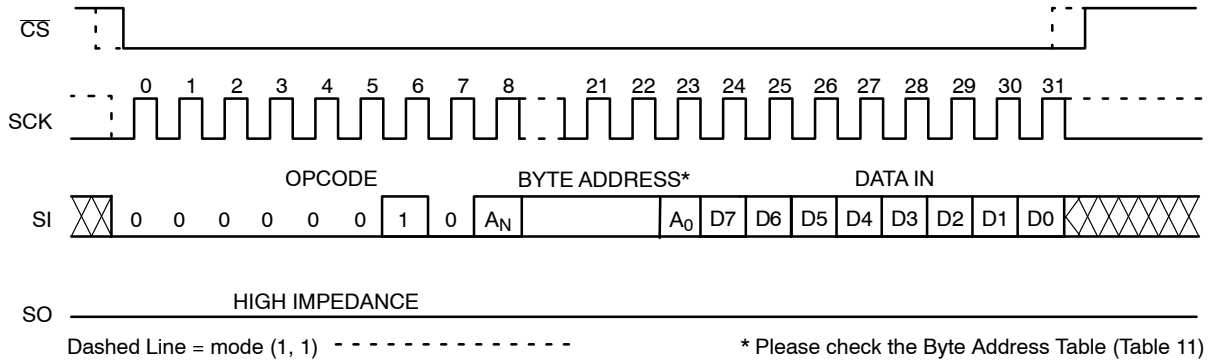 CS
0 1 2 3 4 5 6 7 8 21 22 23 24 25 26 27 28 29 30 31
SCK
OPCODE BYTE ADDRESS* DATA IN
SI 0 0 0 0 0 0 1 0 AN A0 D7 D6 D5 D4 D3 D2 D1 D0
HIGH IMPEDANCE
SO
Dashed Line = mode (1, 1) * Please check the Byte Address Table (Table 11)